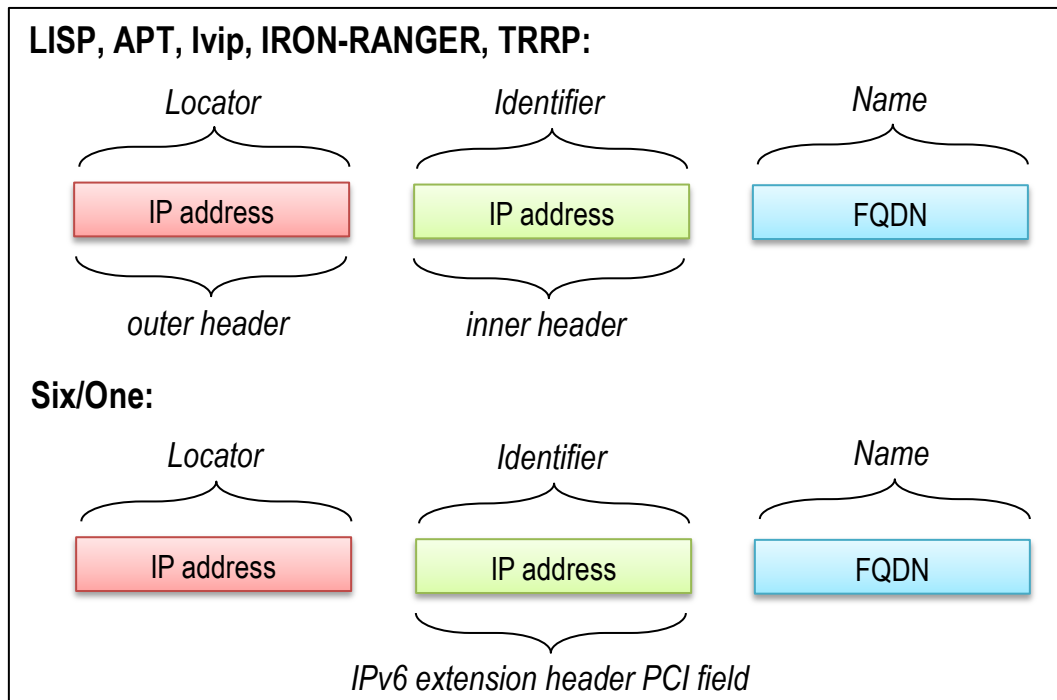 LISP, APT, Ivip, IRON-RANGER, TRRP:
Locator Identifier Name
IP address IP address FQDN
outer header inner header
Six/One:
Locator Identifier Name
IP address IP address FQDN
IPv6 extension header PCI field